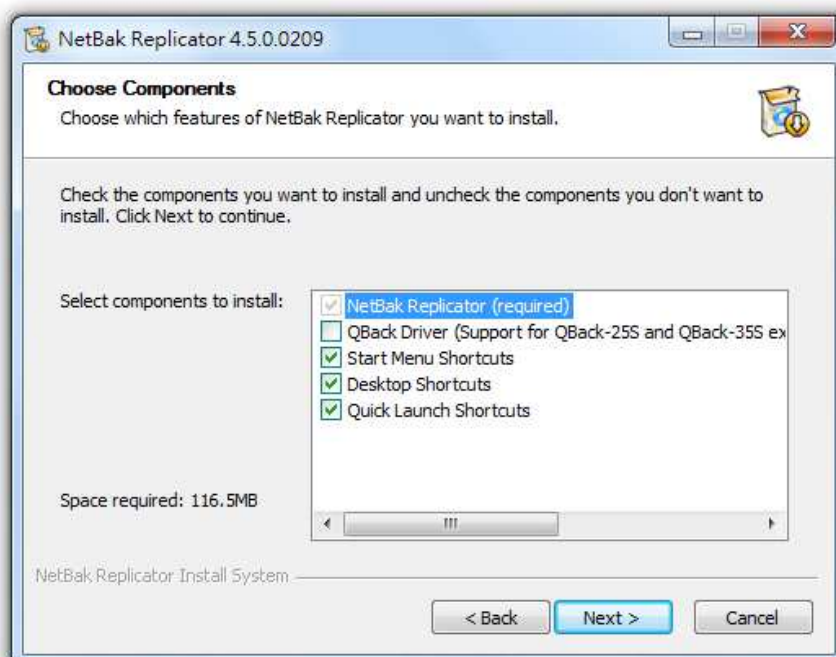 NetBak Replicator 4.5.0.0209
Choose Components
Choose which features of NetBak Replicator you want to install.
Check the components you want to install and uncheck the components you don't want to
install. Click Next to continue.
Select components to install:
NetBak Replicator (required)
QBack Driver (Support for QBack-25S and QBack-35S ex
Start Menu Shortcuts
Desktop Shortcuts
Quick Launch Shortcuts
Space required: 116.5MB
NetBak Replicator Install System
< Back
Next >
Cancel